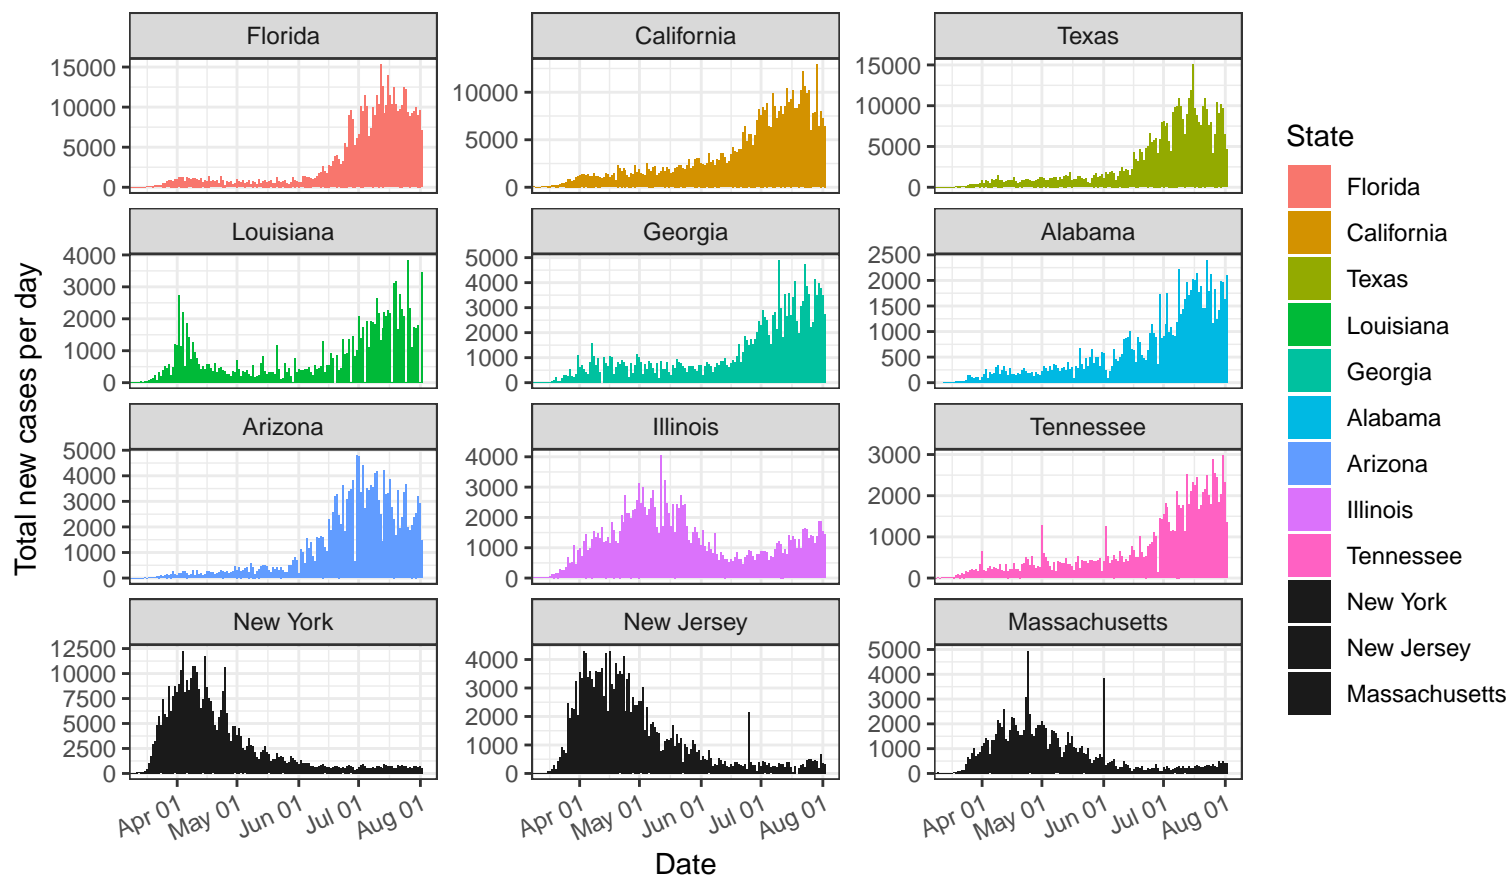 Florida
California
Texas
15000
10000
5000
0
10000
5000
0
15000
10000
5000
0
Louisiana
Georgia
Alabama
4000
3000
2000
1000
0
5000
4000
3000
2000
1000
0
2500
2000
1500
1000
500
0
Arizona
Illinois
Tennessee
5000
4000
3000
2000
1000
0
4000
3000
2000
1000
0
3000
2000
1000
0
New York
New Jersey
Massachusetts
12500
10000
7500
5000
2500
0
4000
3000
2000
1000
0
5000
4000
3000
2000
1000
0
Apr 01
May 01
Jun 01
Jul 01
Aug 01
Apr 01
May 01
Jun 01
Jul 01
Aug 01
Apr 01
May 01
Jun 01
Jul 01
Aug 01
Date
Total new cases per day
State
Florida
California
Texas
Louisiana
Georgia
Alabama
Arizona
Illinois
Tennessee
New York
New Jersey
Massachusetts